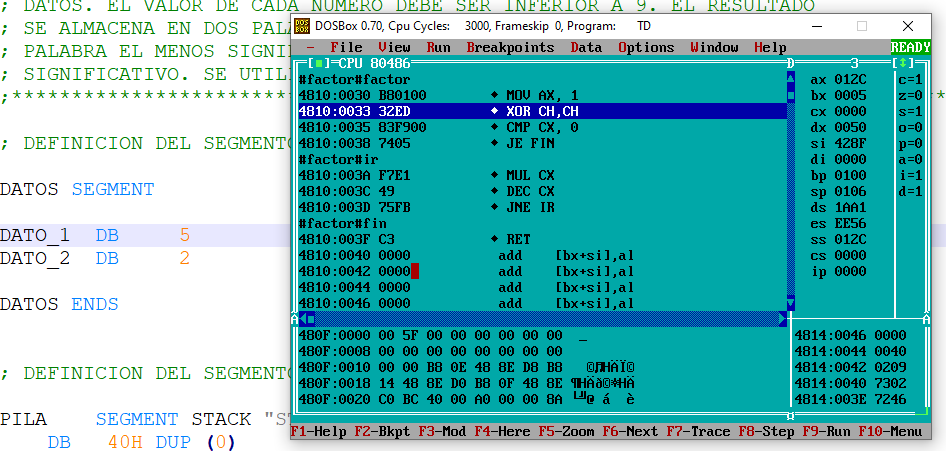 ; DATOS. EL VALOR DE CADA NUMERO DEBE SER INFERIOR A 9. EL RESULTADO
; SE ALMACENA EN DOS PALA
; PALABRA EL MENOS SIGNI
; SIGNIFICATIVO. SE UTIL
; DEFINICION DEL SEGMENTO
DATOS SEGMENT
DATO_1 DB 5
DATO_2 DB 2
DATOS ENDS
; DEFINICION DEL SEGMENTO
PILA SEGMENT STACK "S
DB 40H DUP (0)
DOSBox 0.70, Cpu Cycles: 3000, Frameskip 0, Program: TD
File View Run Breakpoints Data Options Window Help READY
CPU 80486 3
#factor#factor
4810:0030 B80100 MOV AX, 1
4810:0033 32ED XOR CH,CH
4810:0035 83F900 CMP CX, 0
4810:0038 7405 JE FIN
#factor#ir
4810:003A F7E1 MUL CX
4810:003C 49 DEC CX
4810:003D 75FB JNE IR
#factor#fin
4810:003F C3 RET
4810:0040 0000 add [bx+si],al
4810:0042 0000 add [bx+si],al
4810:0044 0000 add [bx+si],al
4810:0046 0000 add [bx+si],al
ax 012C c=1
bx 0005 z=0
cx 0000 s=1
dx 0050 o=0
si 428F p=0
di 0000 a=0
bp 0100 i=1
sp 0106 d=1
ds 1AA1
es EE56
ss 012C
cs 0000
ip 0000
480F:0000 00 5F 00 00 00 00 00 00 _
480F:0008 00 00 00 00 00 00 00 00
480F:0010 00 00 B8 0E 48 8E D8 B8
480F:0018 14 48 8E D0 B8 0F 48 8E
480F:0020 C0 BC 40 00 A0 00 00 8A
4814:0046 0000
4814:0044 0040
4814:0042 0209
4814:0040 7302
4814:003E 7246
F1-Help F2-Bkpt F3-Mod F4-Here F5-Zoom F6-Next F7-Trace F8-Step F9-Run F10-Menu